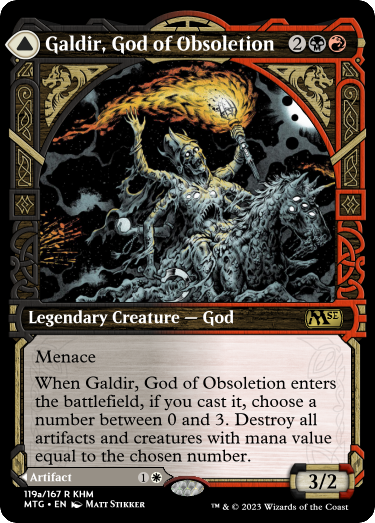 Galdir, God of Obsoletion 2
Legendary Creature — God MSE
Menace
When Galdir, God of Obsoletion enters
the battlefield, if you cast it, choose a
number between 0 and 3. Destroy all
artifacts and creatures with mana value
equal to the chosen number.
Artifact 1
3/2
119a/167 R KHM
MTG • EN Matt Stikker
™ & © 2023 Wizards of the Coast